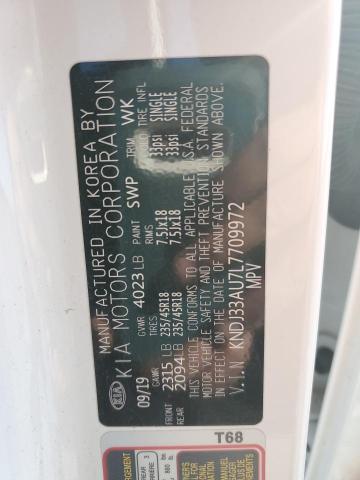 MANUFACTURED IN KOREA BY
KIA KIA MOTORS CORPORATION
09/19 GVWR 4023 LB PAINT SWP TRIM WK
GAWR TIRES RIMS COLD TIRE INFL
FRONT 2315 LB 235/45R18 7.5Jx18 33psi SINGLE
REAR 2094 LB 235/45R18 7.5Jx18 33psi SINGLE
THIS VEHICLE CONFORMS TO ALL APPLICABLE U.S.A. FEDERAL
MOTOR VEHICLE SAFETY AND THEFT PREVENTION STANDARDS
IN EFFECT ON THE DATE OF MANUFACTURE SHOWN ABOVE
V.I.N. KNDJ33AU7L7709972
MPV
T68